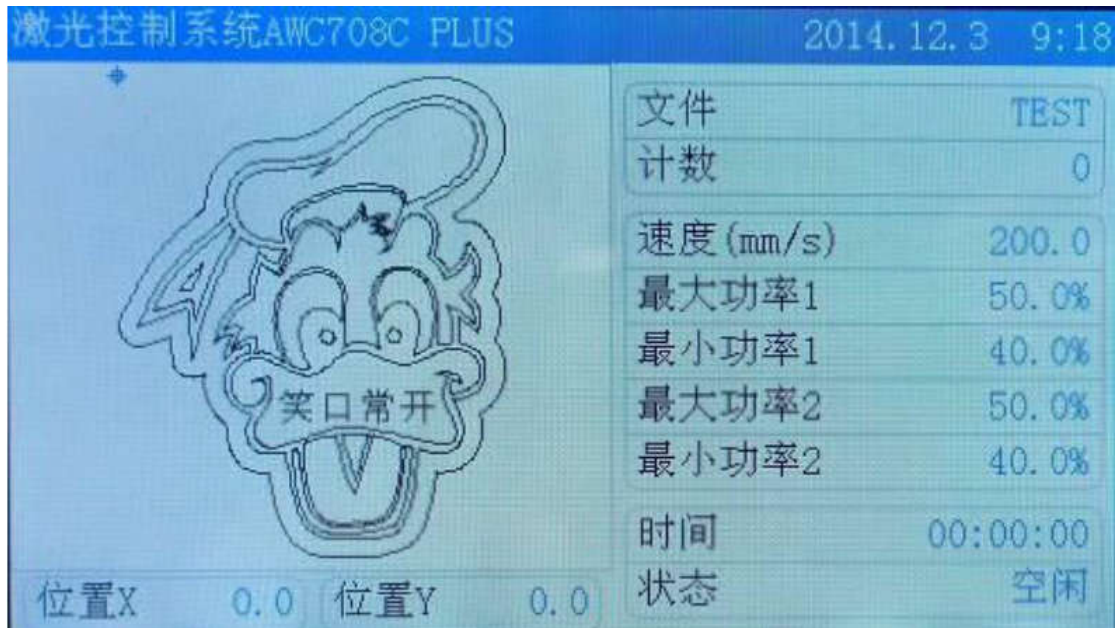 激光控制系统AWC708C PLUS 2014.12.3 9:18
文件 TEST
计数 0
速度(mm/s) 200.0
最大功率1 50.0%
最小功率1 40.0%
最大功率2 50.0%
最小功率2 40.0%
时间 00:00:00
状态 空闲
笑口常开
位置X 0.0 位置Y 0.0